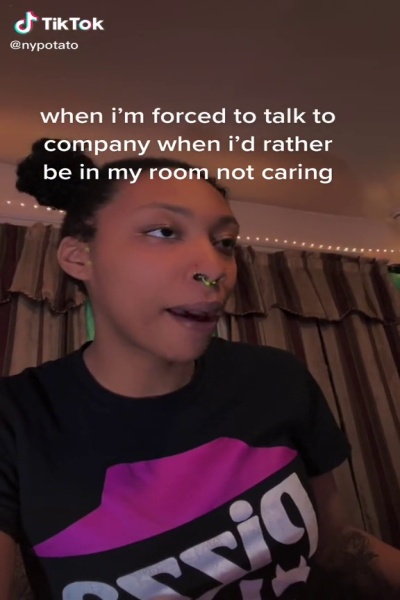 TikTok
@nypotato
when i'm forced to talk to
company when i'd rather
be in my room not caring